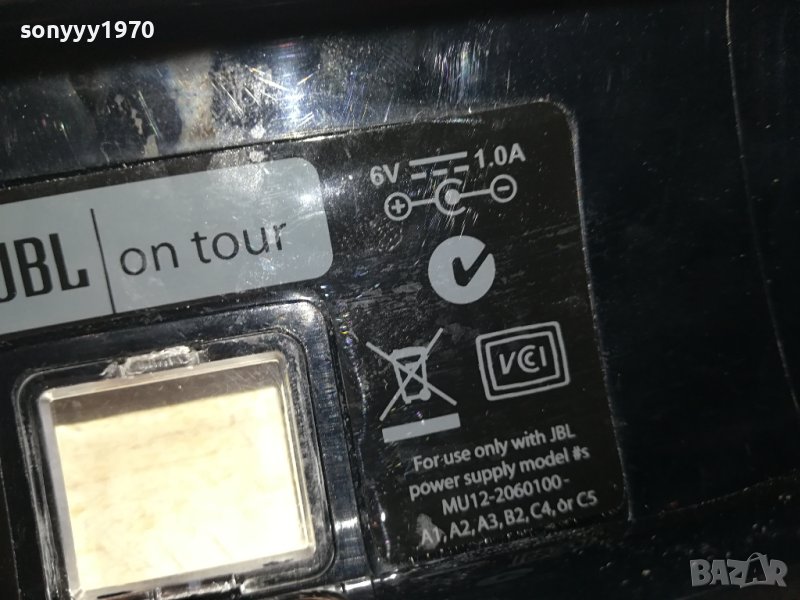 sonyyy1970
6V 1.0A
JBL on tour
VCI
For use only with JBL
power supply model #s
MU12-2060100-
A1, A2, A3, B2, C4, or C5
BAZAR